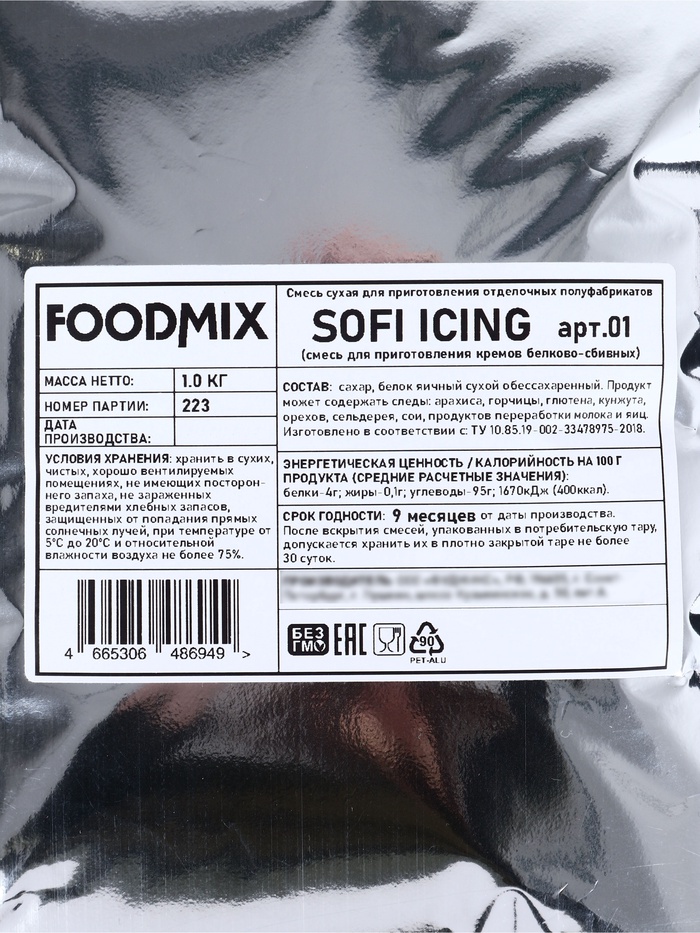 FOODMIX
Смесь сухая для приготовления отделочных полуфабрикатов
SOFI ICING арт.01
(смесь для приготовления кремов белково-сбивных)
МАССА НЕТТО: 1.0 КГ
НОМЕР ПАРТИИ: 223
ДАТА
ПРОИЗВОДСТВА:
УСЛОВИЯ ХРАНЕНИЯ: хранить в сухих,
чистых, хорошо вентилируемых
помещениях, не имеющих посторон-
него запаха, не зараженных
вредителями хлебных запасов,
защищенных от попадания прямых
солнечных лучей, при температуре от
5°С до 20°С и относительной
влажности воздуха не более 75%.
4 665306 486949 >
СОСТАВ: сахар, белок яичный сухой обессахаренный. Продукт
может содержать следы: арахиса, горчицы, глютена, кунжута,
орехов, сельдерея, сои, продуктов переработки молока и яиц.
Изготовлено в соответствии с: ТУ 10.85.19-002-33478975-2018.
ЭНЕРГЕТИЧЕСКАЯ ЦЕННОСТЬ / КАЛОРИЙНОСТЬ НА 100 Г
ПРОДУКТА (СРЕДНИЕ РАСЧЕТНЫЕ ЗНАЧЕНИЯ):
белки-4г; жиры-0,1г; углеводы-95г; 1670кДж (400ккал).
СРОК ГОДНОСТИ: 9 месяцев от даты производства.
После вскрытия смесей, упакованных в потребительскую тару,
допускается хранить их в плотно закрытой таре не более
30 суток.
БЕЗ
ГМО
ЕАС
90
PET-ALU